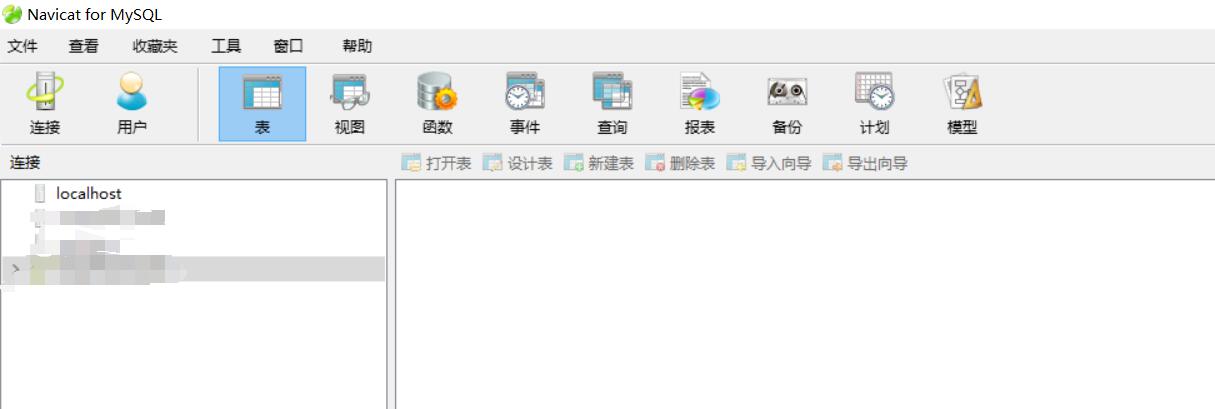 Navicat for MySQL
文件 查看 收藏夹 工具 窗口 帮助
连接 用户 表 视图 函数 事件 查询 报表 备份 计划 模型
连接 打开表 设计表 新建表 删除表 导入向导 导出向导
localhost